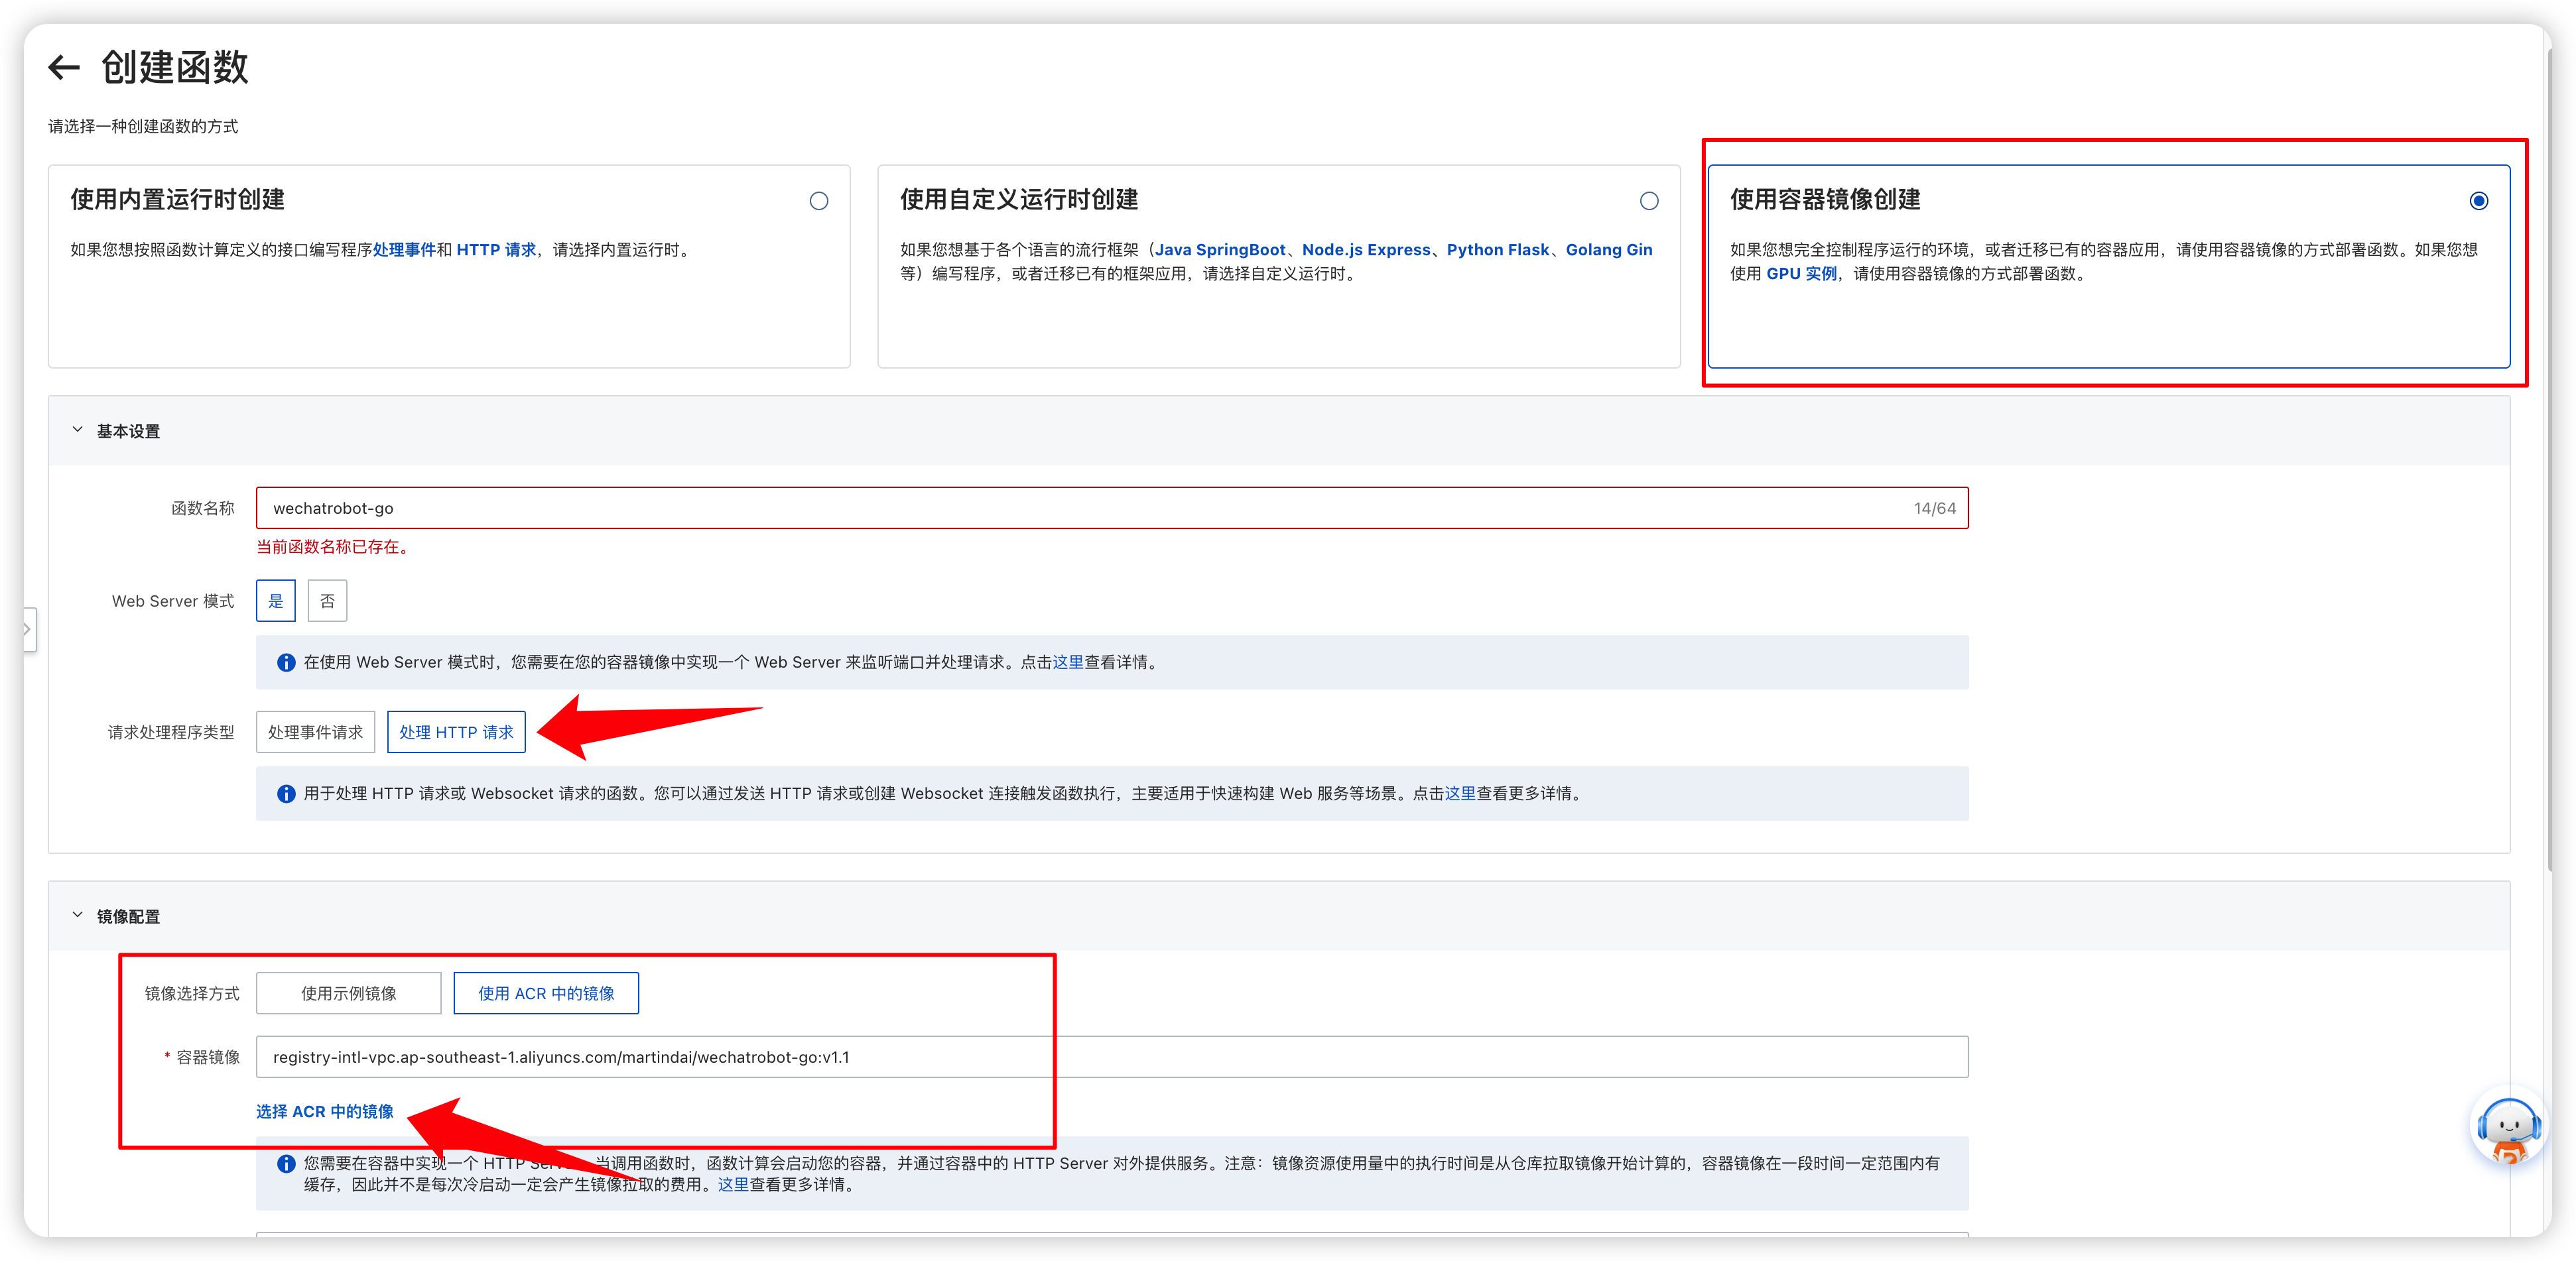 创建函数
请选择一种创建函数的方式
使用内置运行时创建
如果您想按照函数计算定义的接口编写程序处理事件和 HTTP 请求，请选择内置运行时。
使用自定义运行时创建
如果您想基于各个语言的流行框架（Java SpringBoot、Node.js Express、Python Flask、Golang Gin
等）编写程序，或者迁移已有的框架应用，请选择自定义运行时。
使用容器镜像创建
如果您想完全控制程序运行的环境，或者迁移已有的容器应用，请使用容器镜像的方式部署函数。如果您想
使用 GPU 实例，请使用容器镜像的方式部署函数。
基本设置
函数名称
wechatrobot-go
14/64
当前函数名称已存在。
Web Server 模式
是
否
在使用 Web Server 模式时，您需要在您的容器镜像中实现一个 Web Server 来监听端口并处理请求。点击这里查看详情。
请求处理程序类型
处理事件请求
处理 HTTP 请求
用于处理 HTTP 请求或 Websocket 请求的函数。您可以通过发送 HTTP 请求或创建 Websocket 连接触发函数执行，主要适用于快速构建 Web 服务等场景。点击这里查看更多详情。
镜像配置
镜像选择方式
使用示例镜像
使用 ACR 中的镜像
* 容器镜像
registry-intl-vpc.ap-southeast-1.aliyuncs.com/martindai/wechatrobot-go:v1.1
选择 ACR 中的镜像
您需要在容器中实现一个 HTTP 当调用函数时，函数计算会启动您的容器，并通过容器中的 HTTP Server 对外提供服务。注意：镜像资源使用量中的执行时间是从仓库拉取镜像开始计算的，容器镜像在一段时间一定范围内有
缓存，因此并不是每次冷启动一定会产生镜像拉取的费用。这里查看更多详情。